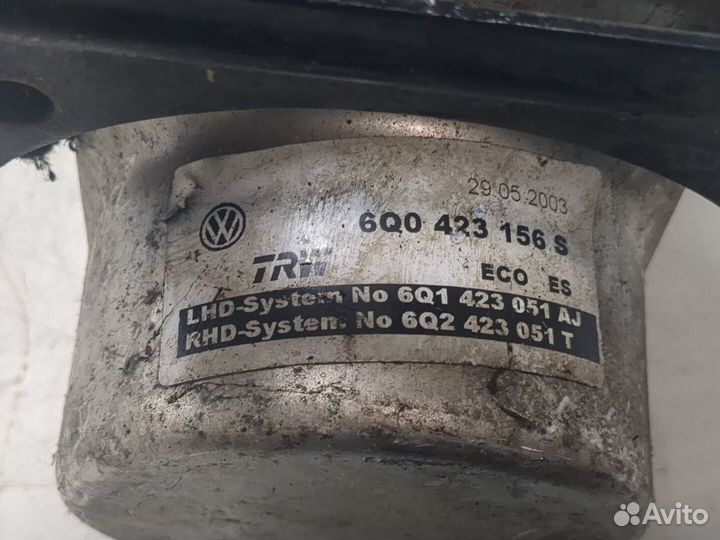 29.05.2003
6Q0 423 156 S
TRW
ECO ES
LHD-System No 6Q1 423 051 AJ
RHD-System No 6Q2 423 051 T
Avito